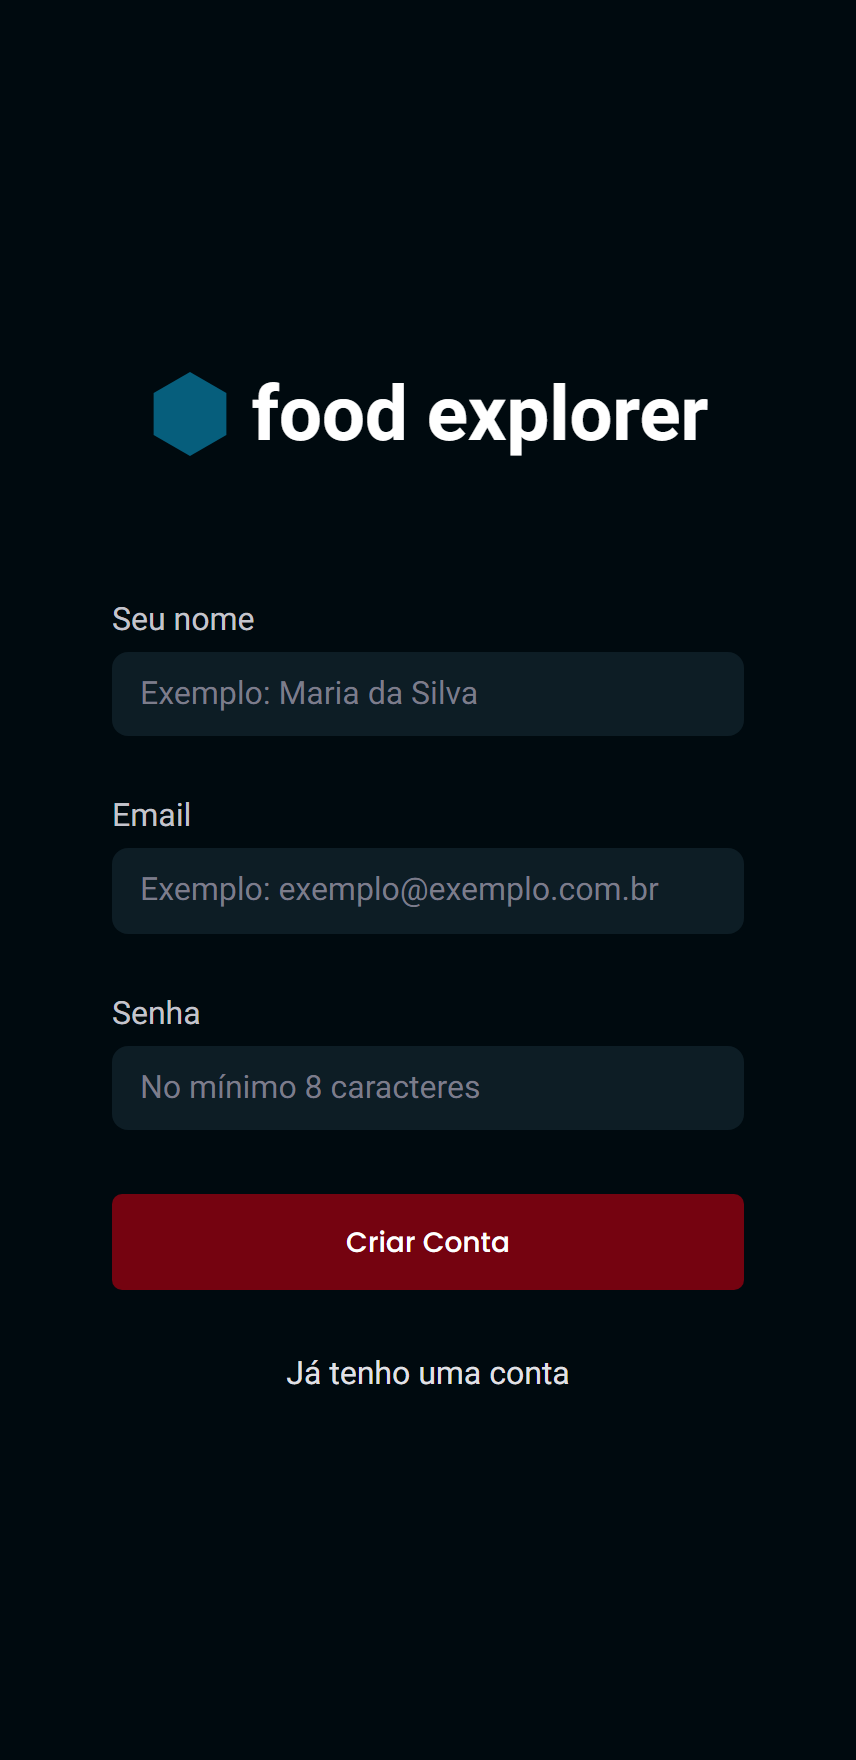 food explorer
Seu nome
Exemplo: Maria da Silva
Email
Exemplo: exemplo@exemplo.com.br
Senha
No mínimo 8 caracteres
Criar Conta
Já tenho uma conta